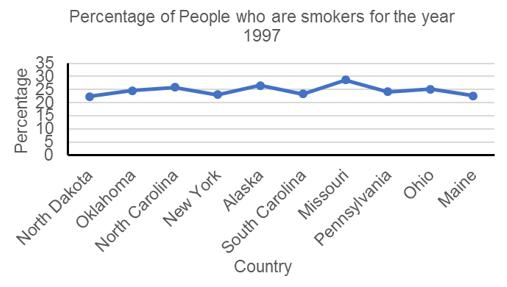 Percentage of People who are smokers for the year
1997
Percentage
35
30
25
20
15
10
5
0
North Dakota
Oklahoma
North Carolina
New York
Alaska
South Carolina
Missouri
Pennsylvania
Ohio
Maine
Country